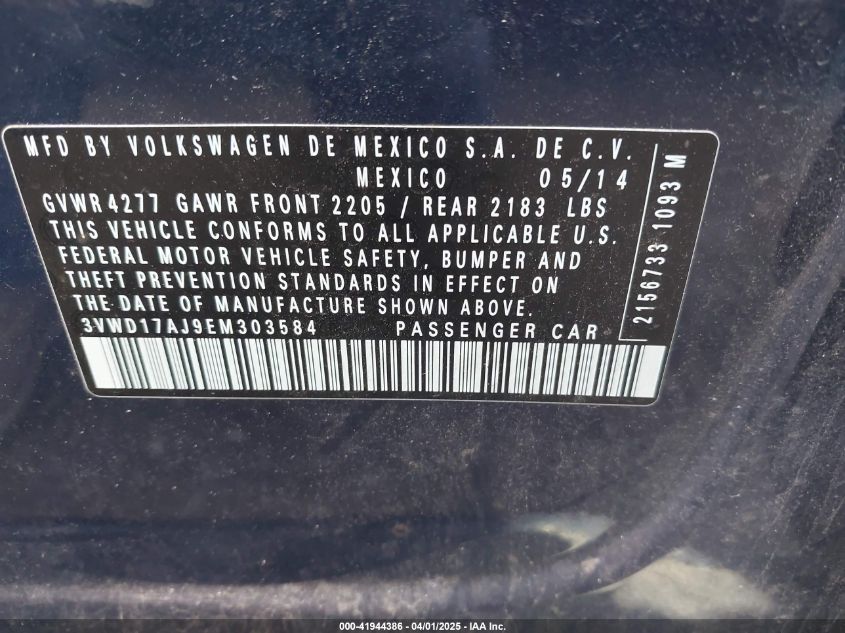 MFD BY VOLKSWAGEN DE MEXICO S.A. DE C.V.
MEXICO 05/14
GVWR 4277 GAWR FRONT 2205 / REAR 2183 LBS
THIS VEHICLE CONFORMS TO ALL APPLICABLE U.S.
FEDERAL MOTOR VEHICLE SAFETY, BUMPER AND
THEFT PREVENTION STANDARDS IN EFFECT ON
THE DATE OF MANUFACTURE SHOWN ABOVE.
3VWD17AJ9EM303584 PASSENGER CAR
2156733 1093 M
000-41944386 - 04/01/2025 - IAA Inc.